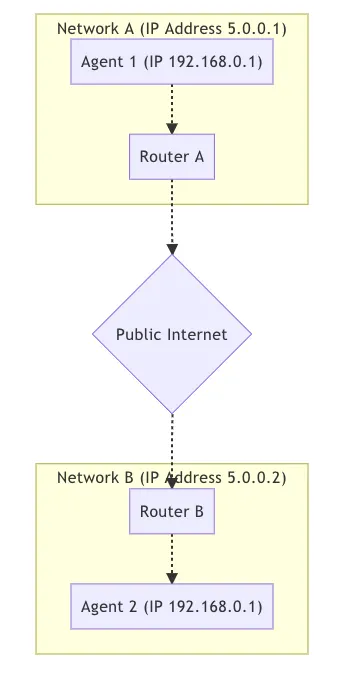 Network A (IP Address 5.0.0.1)
Agent 1 (IP 192.168.0.1)
Router A
Public Internet
Network B (IP Address 5.0.0.2)
Router B
Agent 2 (IP 192.168.0.1)